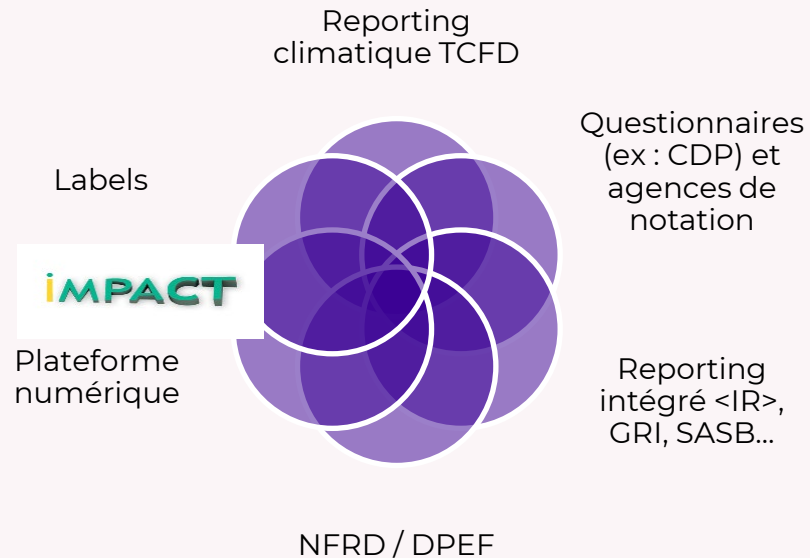 Reporting
climatique TCFD
Questionnaires
(ex : CDP) et
agences de
notation
Labels
iMPACT
Plateforme
numérique
Reporting
intégré <IR>,
GRI, SASB...
NFRD / DPEF